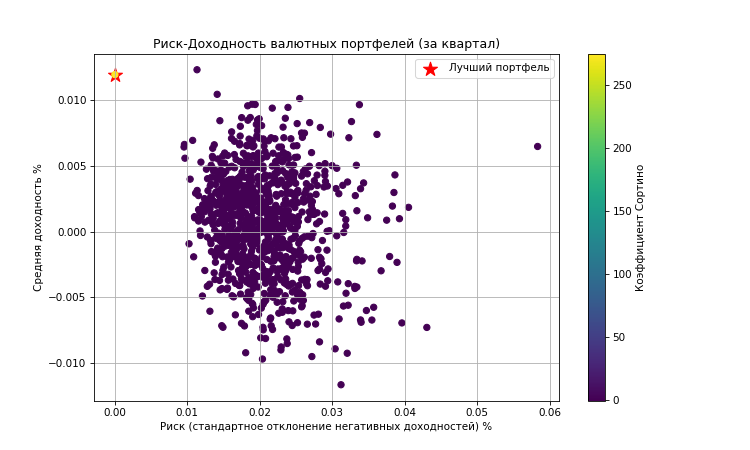 Риск-Доходность валютных портфелей (за квартал)
Лучший портфель
Средняя доходность %
0.010
0.005
0.000
−0.005
−0.010
0.00 0.01 0.02 0.03 0.04 0.05 0.06
Риск (стандартное отклонение негативных доходностей) %
250
200
150
100
50
0
Коэффициент Сортино